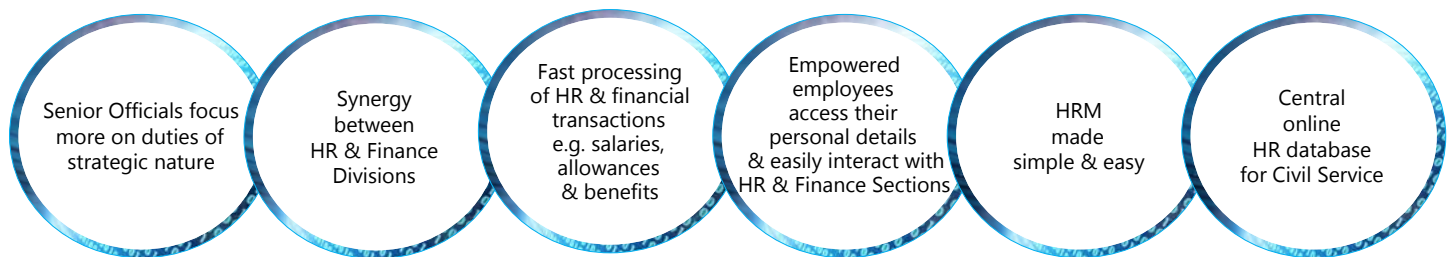 Senior Officials focus
more on duties of
strategic nature
Synergy
between
HR & Finance
Divisions
Fast processing
of HR & financial
transactions
e.g. salaries,
allowances
& benefits
Empowered
employees
access their
personal details
& easily interact with
HR & Finance Sections
HRM
made
simple & easy
Central
online
HR database
for Civil Service